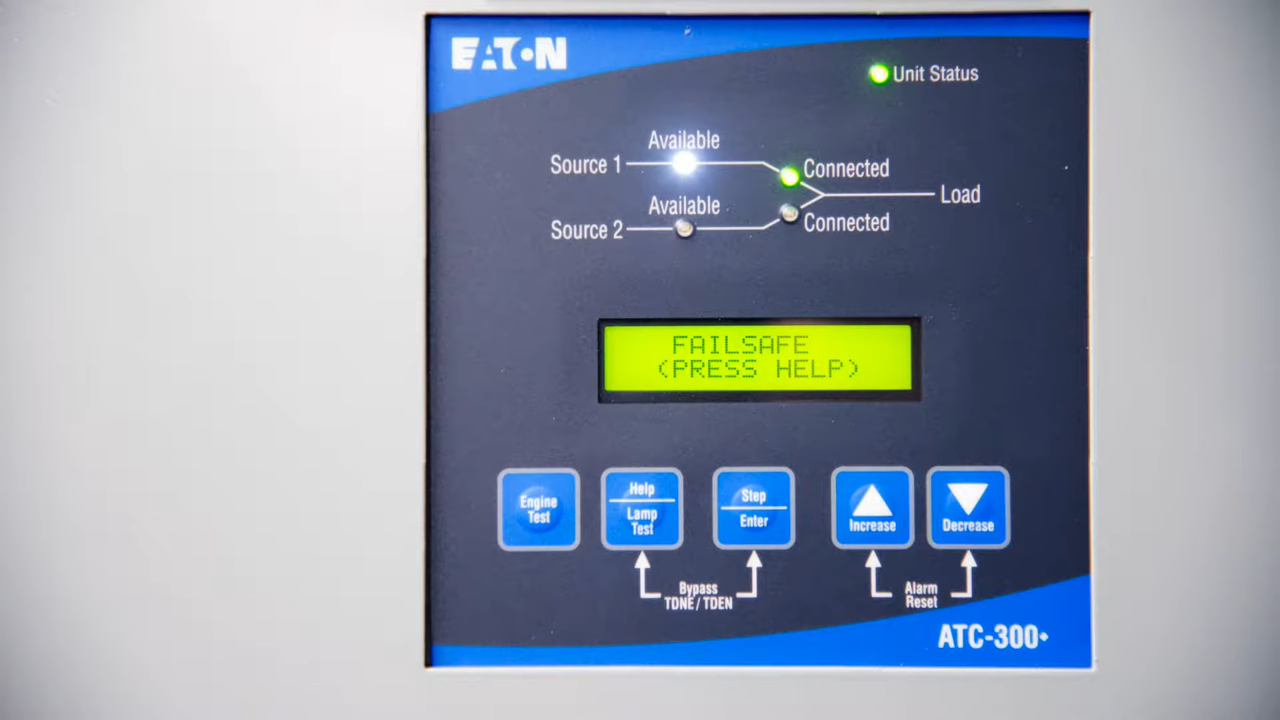 EATON
Unit Status
Available
Source 1
Connected
Load
Available
Source 2
Connected
FAILSAFE
(PRESS HELP)
Engine
Test
Help
Lamp
Test
Step
Enter
Increase
Decrease
Bypass
TDNE / TDEN
Alarm
Reset
ATC-300+